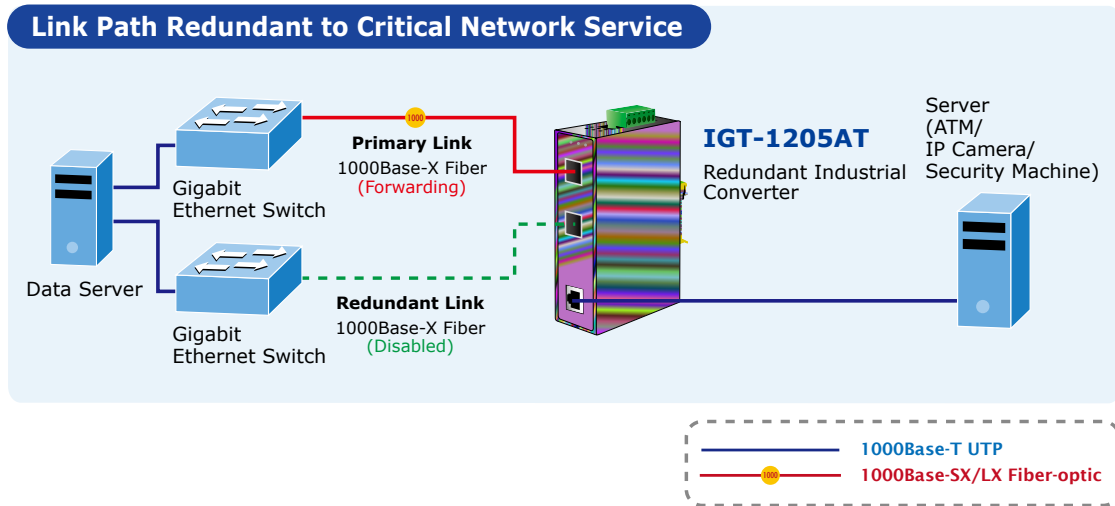 Link Path Redundant to Critical Network Service
Data Server
Gigabit
Ethernet Switch
Gigabit
Ethernet Switch
1000
Primary Link
1000Base-X Fiber
(Forwarding)
Redundant Link
1000Base-X Fiber
(Disabled)
IGT-1205AT
Redundant Industrial
Converter
Server
(ATM/
IP Camera/
Security Machine)
1000Base-T UTP
1000
1000Base-SX/LX Fiber-optic